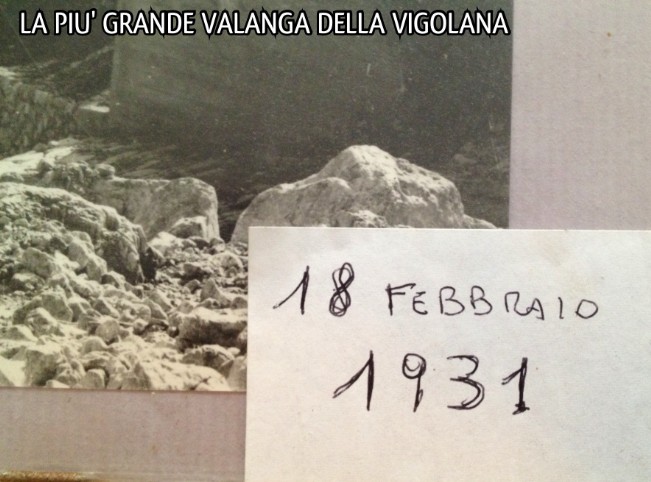 LA PIU' GRANDE VALANGA DELLA VIGOLANA
18 FEBBRAIO
1931